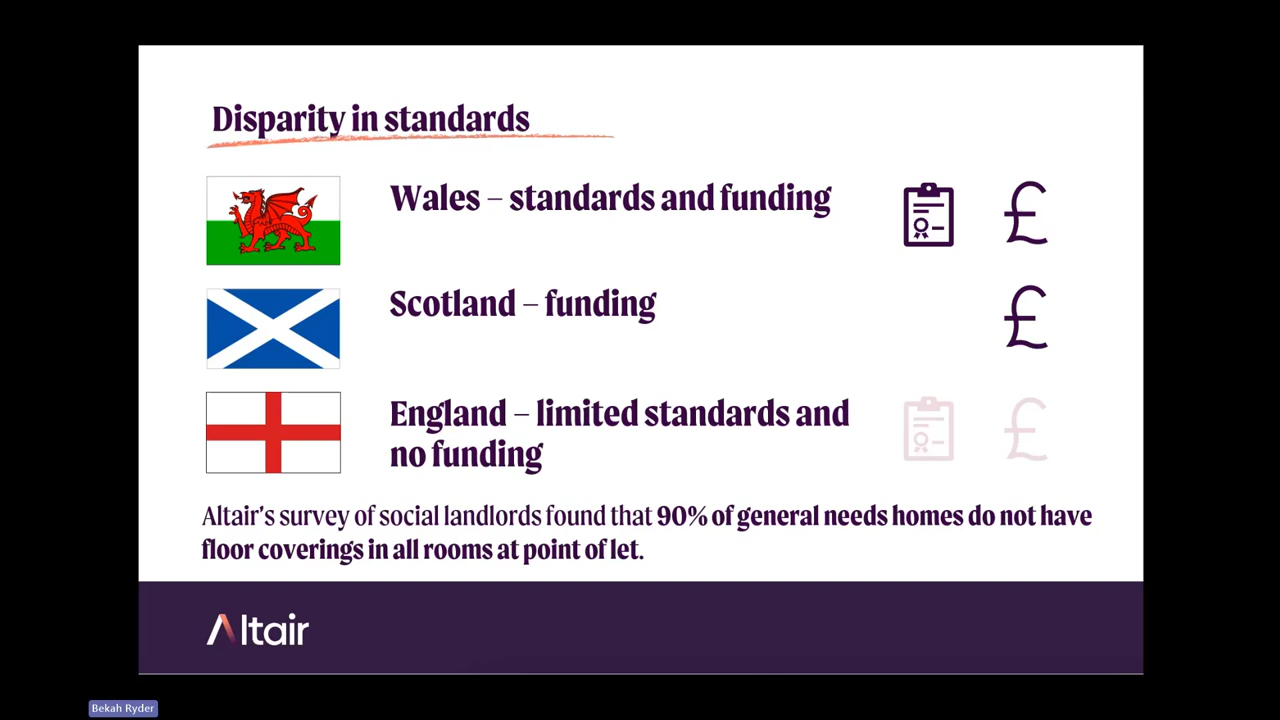 Disparity in standards
Wales – standards and funding
£
Scotland – funding
£
England – limited standards and
no funding
£
Altair's survey of social landlords found that 90% of general needs homes do not have
floor coverings in all rooms at point of let.
Altair
Bekah Ryder